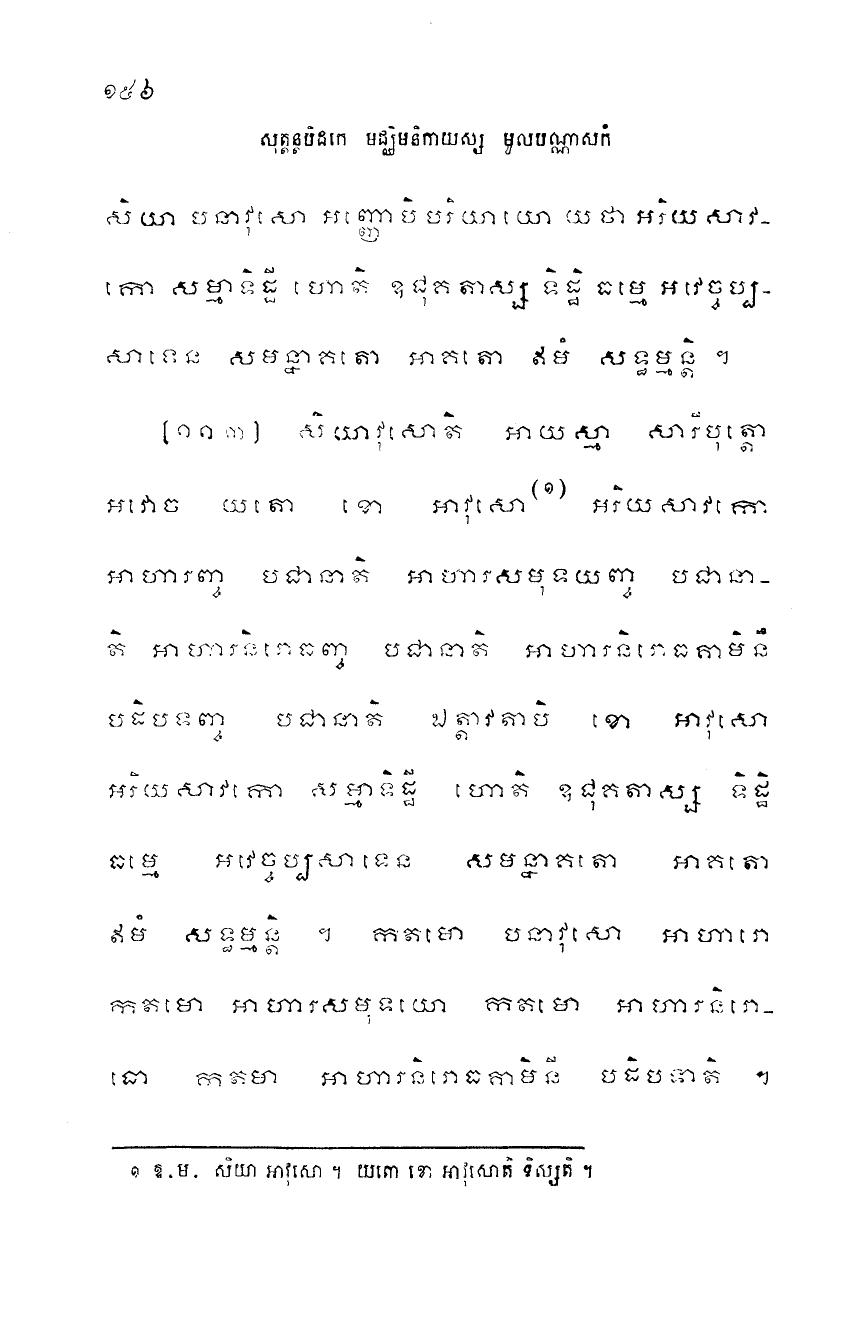 ១៥៦
សុត្តន្តបិដកេ មជ្ឈិមនិកាយស្ស មូលបណ្ណាសកំ
សិយា បនាវុសោ អញ្ញោបិ បរិយាយោ យថា អរិយសាវ-
កោ សម្មាទិដ្ឋី ហោតិ ឧជុគតាស្ស ទិដ្ឋិ ធម្មេ អវេច្ចប្ប-
សាទេន សមន្នាគតោ អាគតោ ឥមំ សទ្ធម្មន្តិ ។
[១១៣] សិយាវុសោតិ អាយស្មា សារីបុត្តោ
អវោច យតោ ខោ អាវុសោ(១) អរិយសាវកោ
អាហារញ្ច បជានាតិ អាហារសមុទយញ្ច បជានា-
តិ អាហារនិរោធញ្ច បជានាតិ អាហារនិរោធគាមិនឹ
បដិបទញ្ច បជានាតិ ឯត្តាវតាបិ ខោ អាវុសោ
អរិយសាវកោ សម្មាទិដ្ឋី ហោតិ ឧជុគតាស្ស ទិដ្ឋិ
ធម្មេ អវេច្ចប្បសាទេន សមន្នាគតោ អាគតោ
ឥមំ សទ្ធម្មន្តិ ។ កតមោ បនាវុសោ អាហារោ
កតមោ អាហារសមុទយោ កតមោ អាហារនិរោ-
ធោ កតមា អាហារនិរោធគាមិនី បដិបទាតិ ។
១ ឱ.ម. សិយា អាវុសោ ។ យតោ ខោ អាវុសោតិ ទិស្សតិ ។